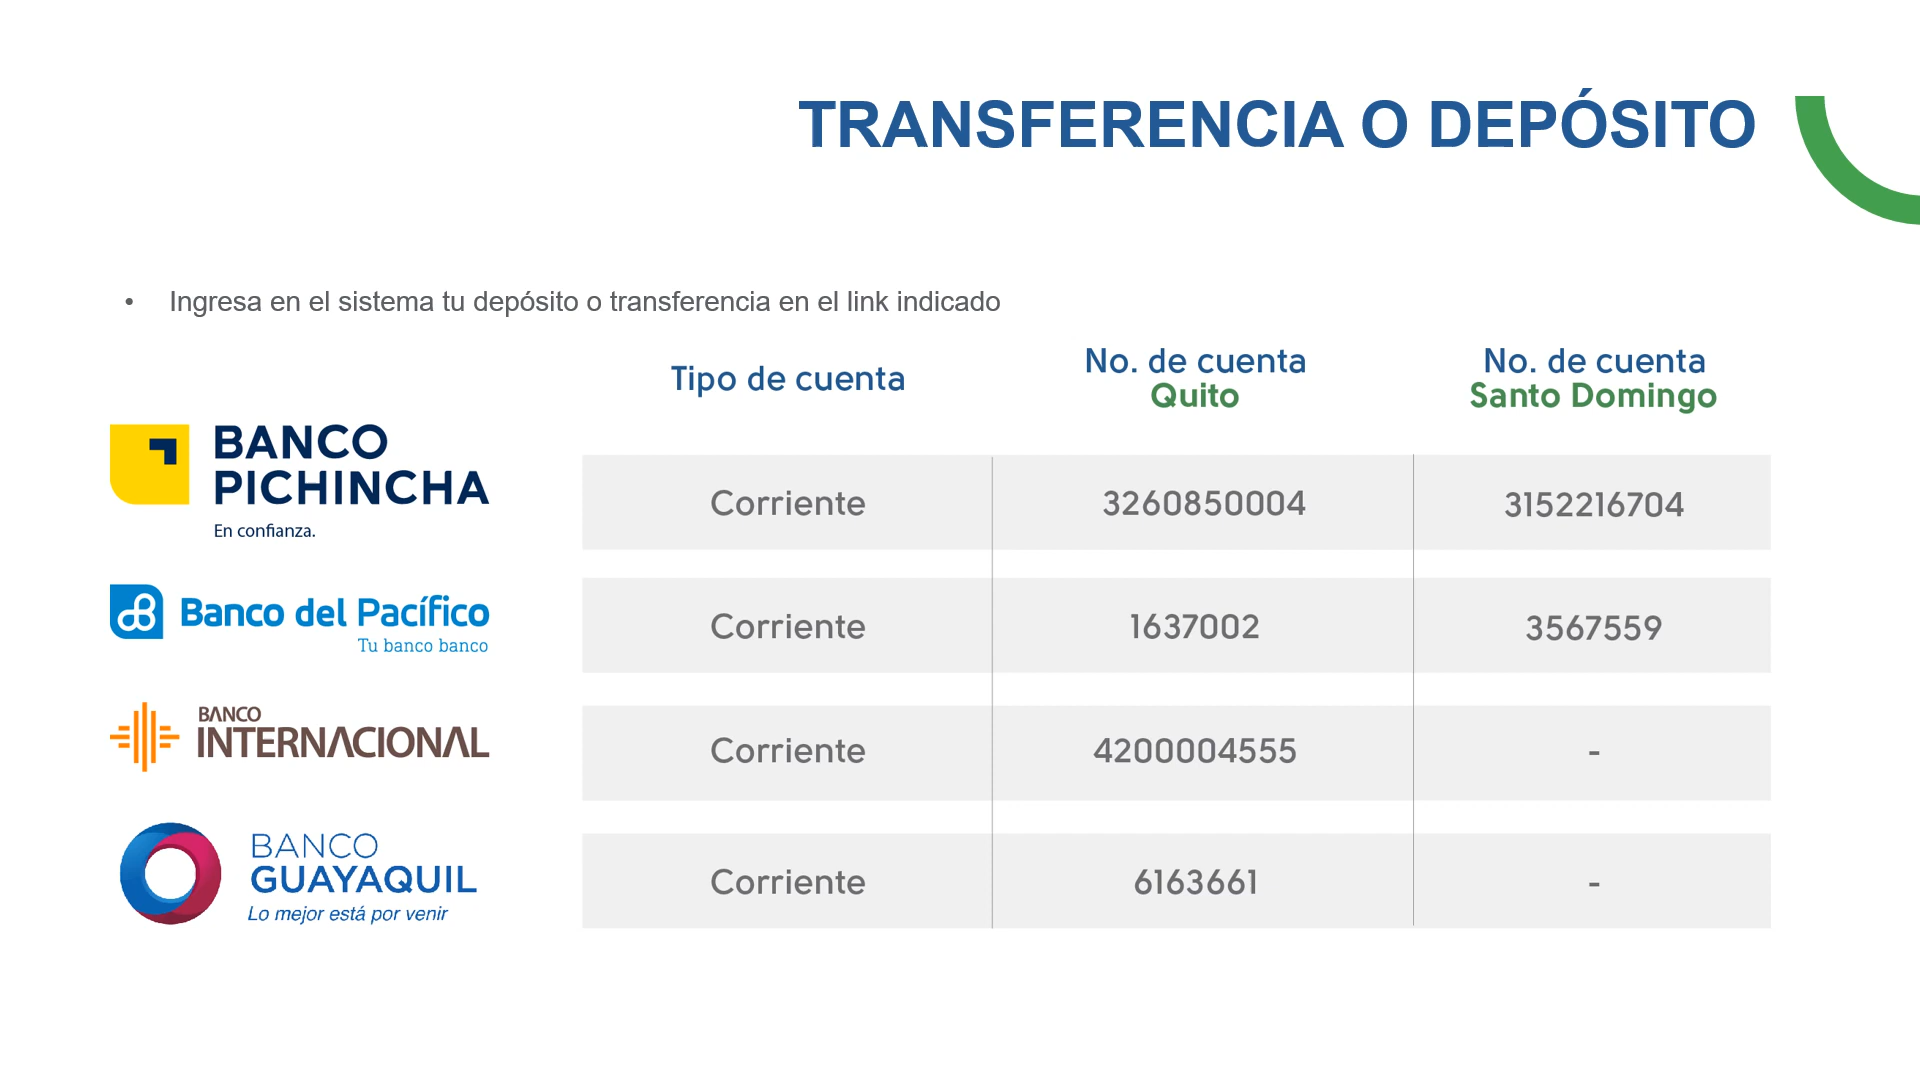 TRANSFERENCIA O DEPÓSITO
• Ingresa en el sistema tu depósito o transferencia en el link indicado
Tipo de cuenta
No. de cuenta
Quito
No. de cuenta
Santo Domingo
BANCO
PICHINCHA
En confianza.
Corriente
3260850004
3152216704
Banco del Pacífico
Tu banco banco
Corriente
1637002
3567559
BANCO
INTERNACIONAL
Corriente
4200004555
-
BANCO
GUAYAQUIL
Lo mejor está por venir
Corriente
6163661
-